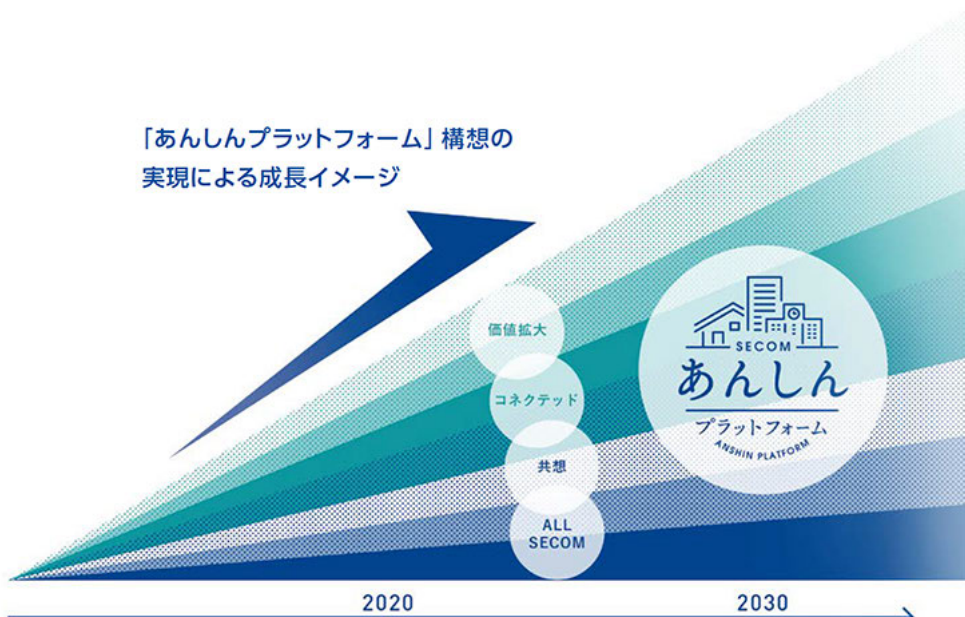 「あんしんプラットフォーム」構想の
実現による成長イメージ
価値拡大
コネクテッド
共想
ALL
SECOM
SECOM
あんしん
プラットフォーム
ANSHIN PLATFORM
2020
2030